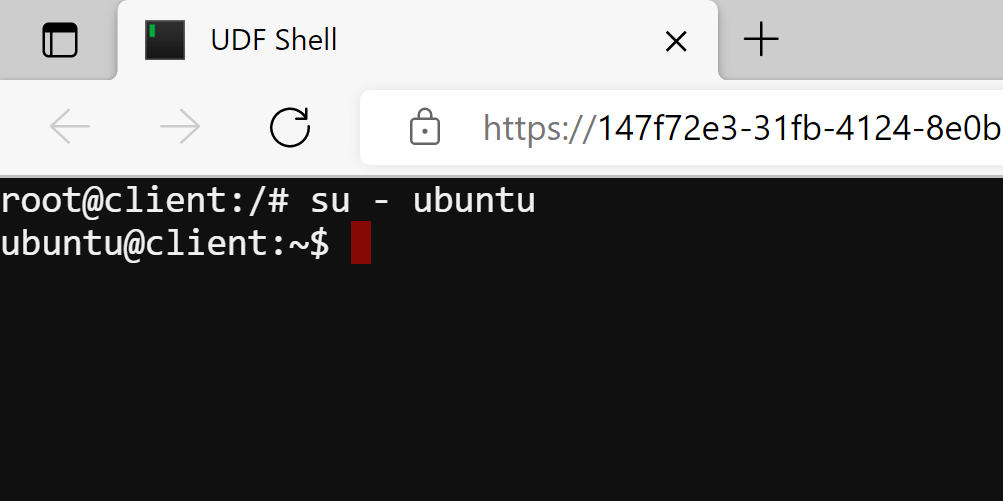 UDF Shell
https://147f72e3-31fb-4124-8e0b
root@client:/# su - ubuntu
ubuntu@client:~$